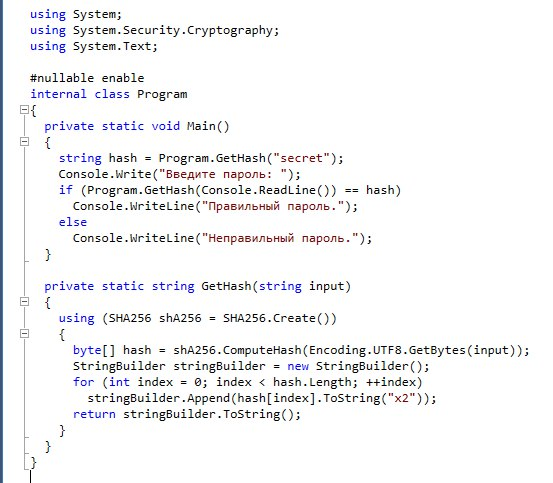 using System;
using System.Security.Cryptography;
using System.Text;
#nullable enable
internal class Program
{
private static void Main()
{
string hash = Program.GetHash("secret");
Console.Write("Введите пароль: ");
if (Program.GetHash(Console.ReadLine()) == hash)
Console.WriteLine("Правильный пароль.");
else
Console.WriteLine("Неправильный пароль.");
}
private static string GetHash(string input)
{
using (SHA256 shA256 = SHA256.Create())
{
byte[] hash = shA256.ComputeHash(Encoding.UTF8.GetBytes(input));
StringBuilder stringBuilder = new StringBuilder();
for (int index = 0; index < hash.Length; ++index)
stringBuilder.Append(hash[index].ToString("x2"));
return stringBuilder.ToString();
}
}
}